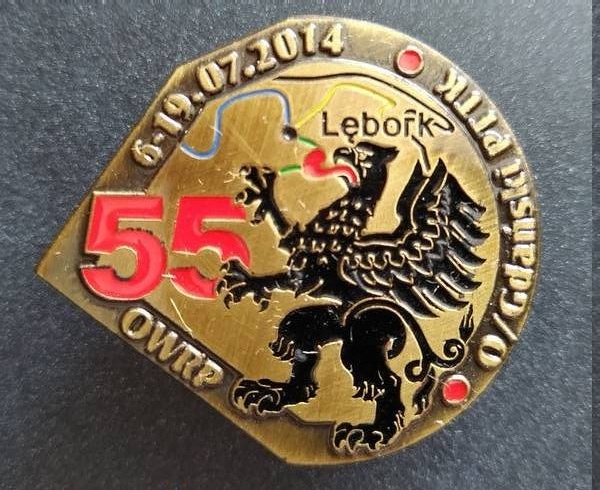 6-19.07.2014
O/Gdański PTTK
Lębork
55
OWRP